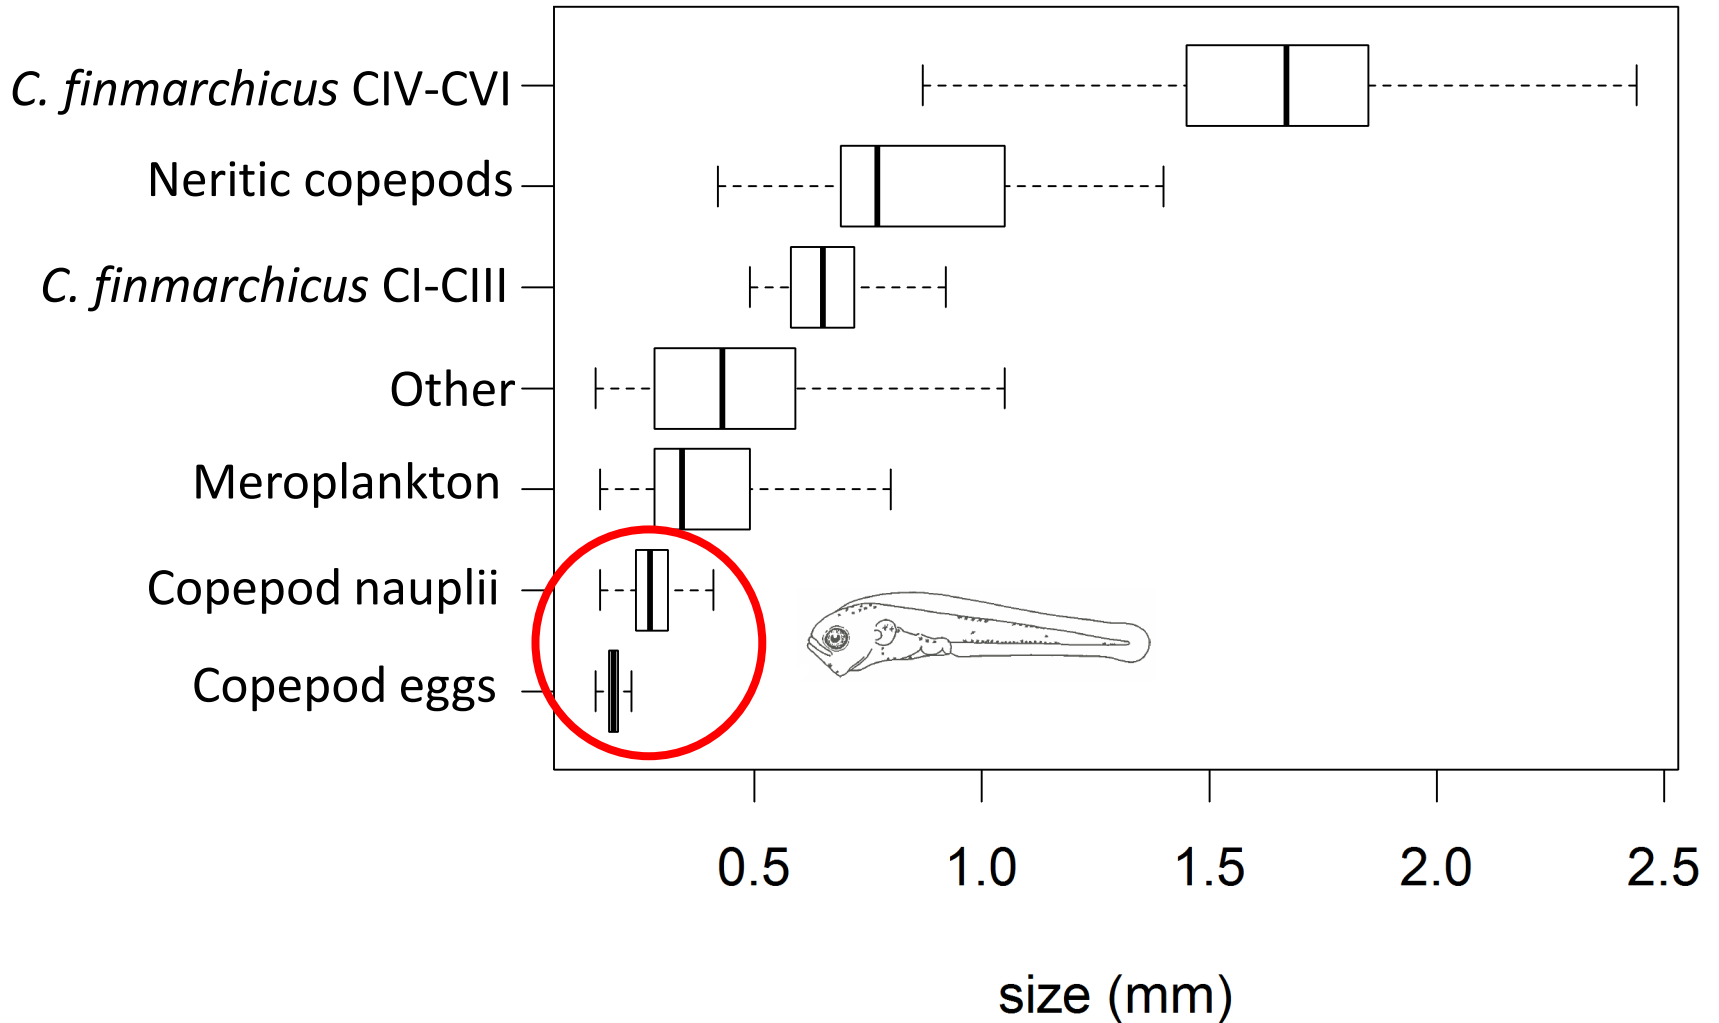 C. finmarchicus CIV-CVI
Neritic copepods
C. finmarchicus CI-CIII
Other
Meroplankton
Copepod nauplii
Copepod eggs
0.5 1.0 1.5 2.0 2.5
size (mm)